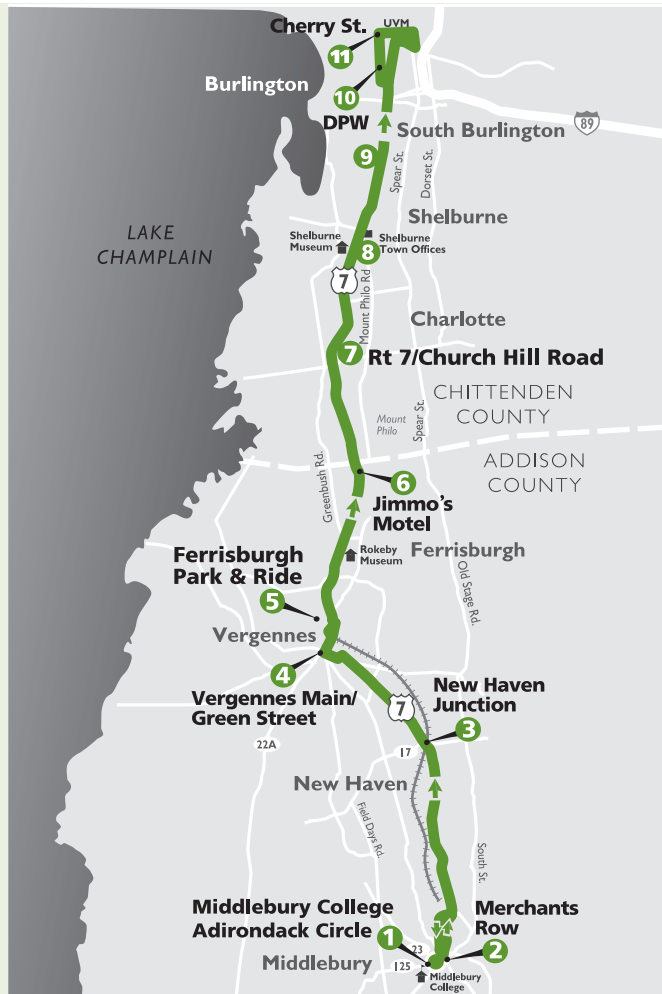 Cherry St.
UVM
11
Burlington
10
DPW
South Burlington
89
9
Spear St.
Dorset St.
Shelburne
LAKE
CHAMPLAIN
Shelburne
Museum
Shelburne
Town Offices
8
7
Mount Philo Rd
Charlotte
7
Rt 7/Church Hill Road
CHITTENDEN
COUNTY
Mount
Philo
Spear St.
ADDISON
COUNTY
Greenbush Rd.
6
Jimmo's
Motel
Ferrisburgh
Park & Ride
Rokeby
Museum
Ferrisburgh
Old Stage Rd.
5
Vergennes
4
Vergennes Main/
Green Street
New Haven
Junction
7
3
22A
17
New Haven
Field Days Rd.
South St.
Middlebury College
Adirondack Circle
Merchants
Row
1
23
2
Middlebury
125
Middlebury
College